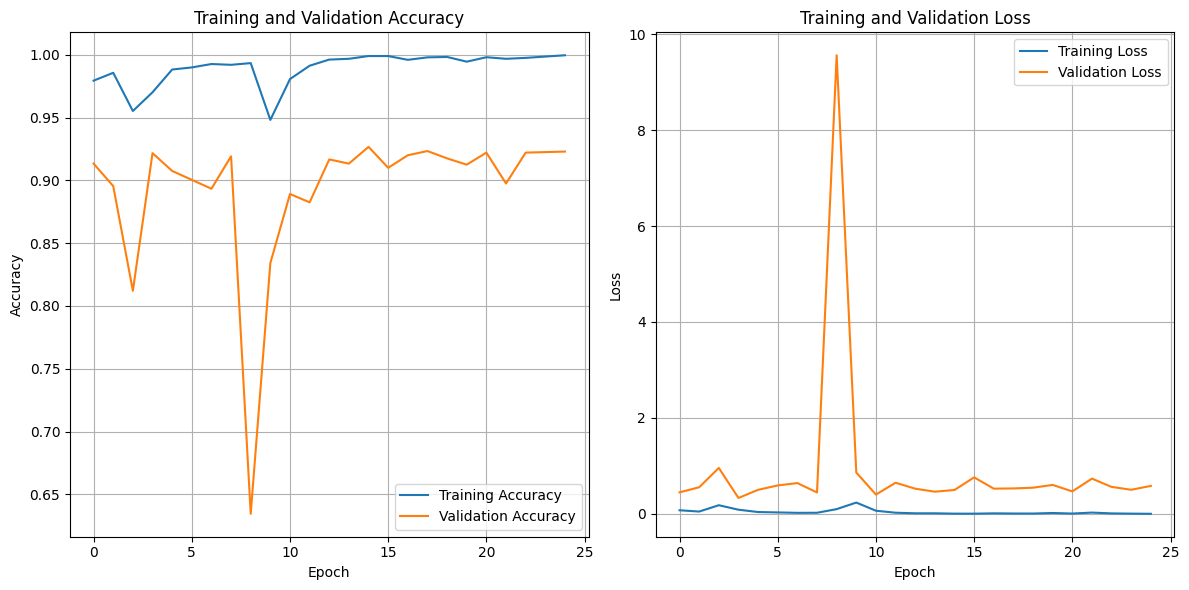 Training and Validation Accuracy
1.00
0.95
0.90
0.85
0.80
0.75
0.70
0.65
Accuracy
0 5 10 15 20 25
Epoch
Training Accuracy
Validation Accuracy
Training and Validation Loss
10
8
6
4
2
0
Loss
0 5 10 15 20 25
Epoch
Training Loss
Validation Loss